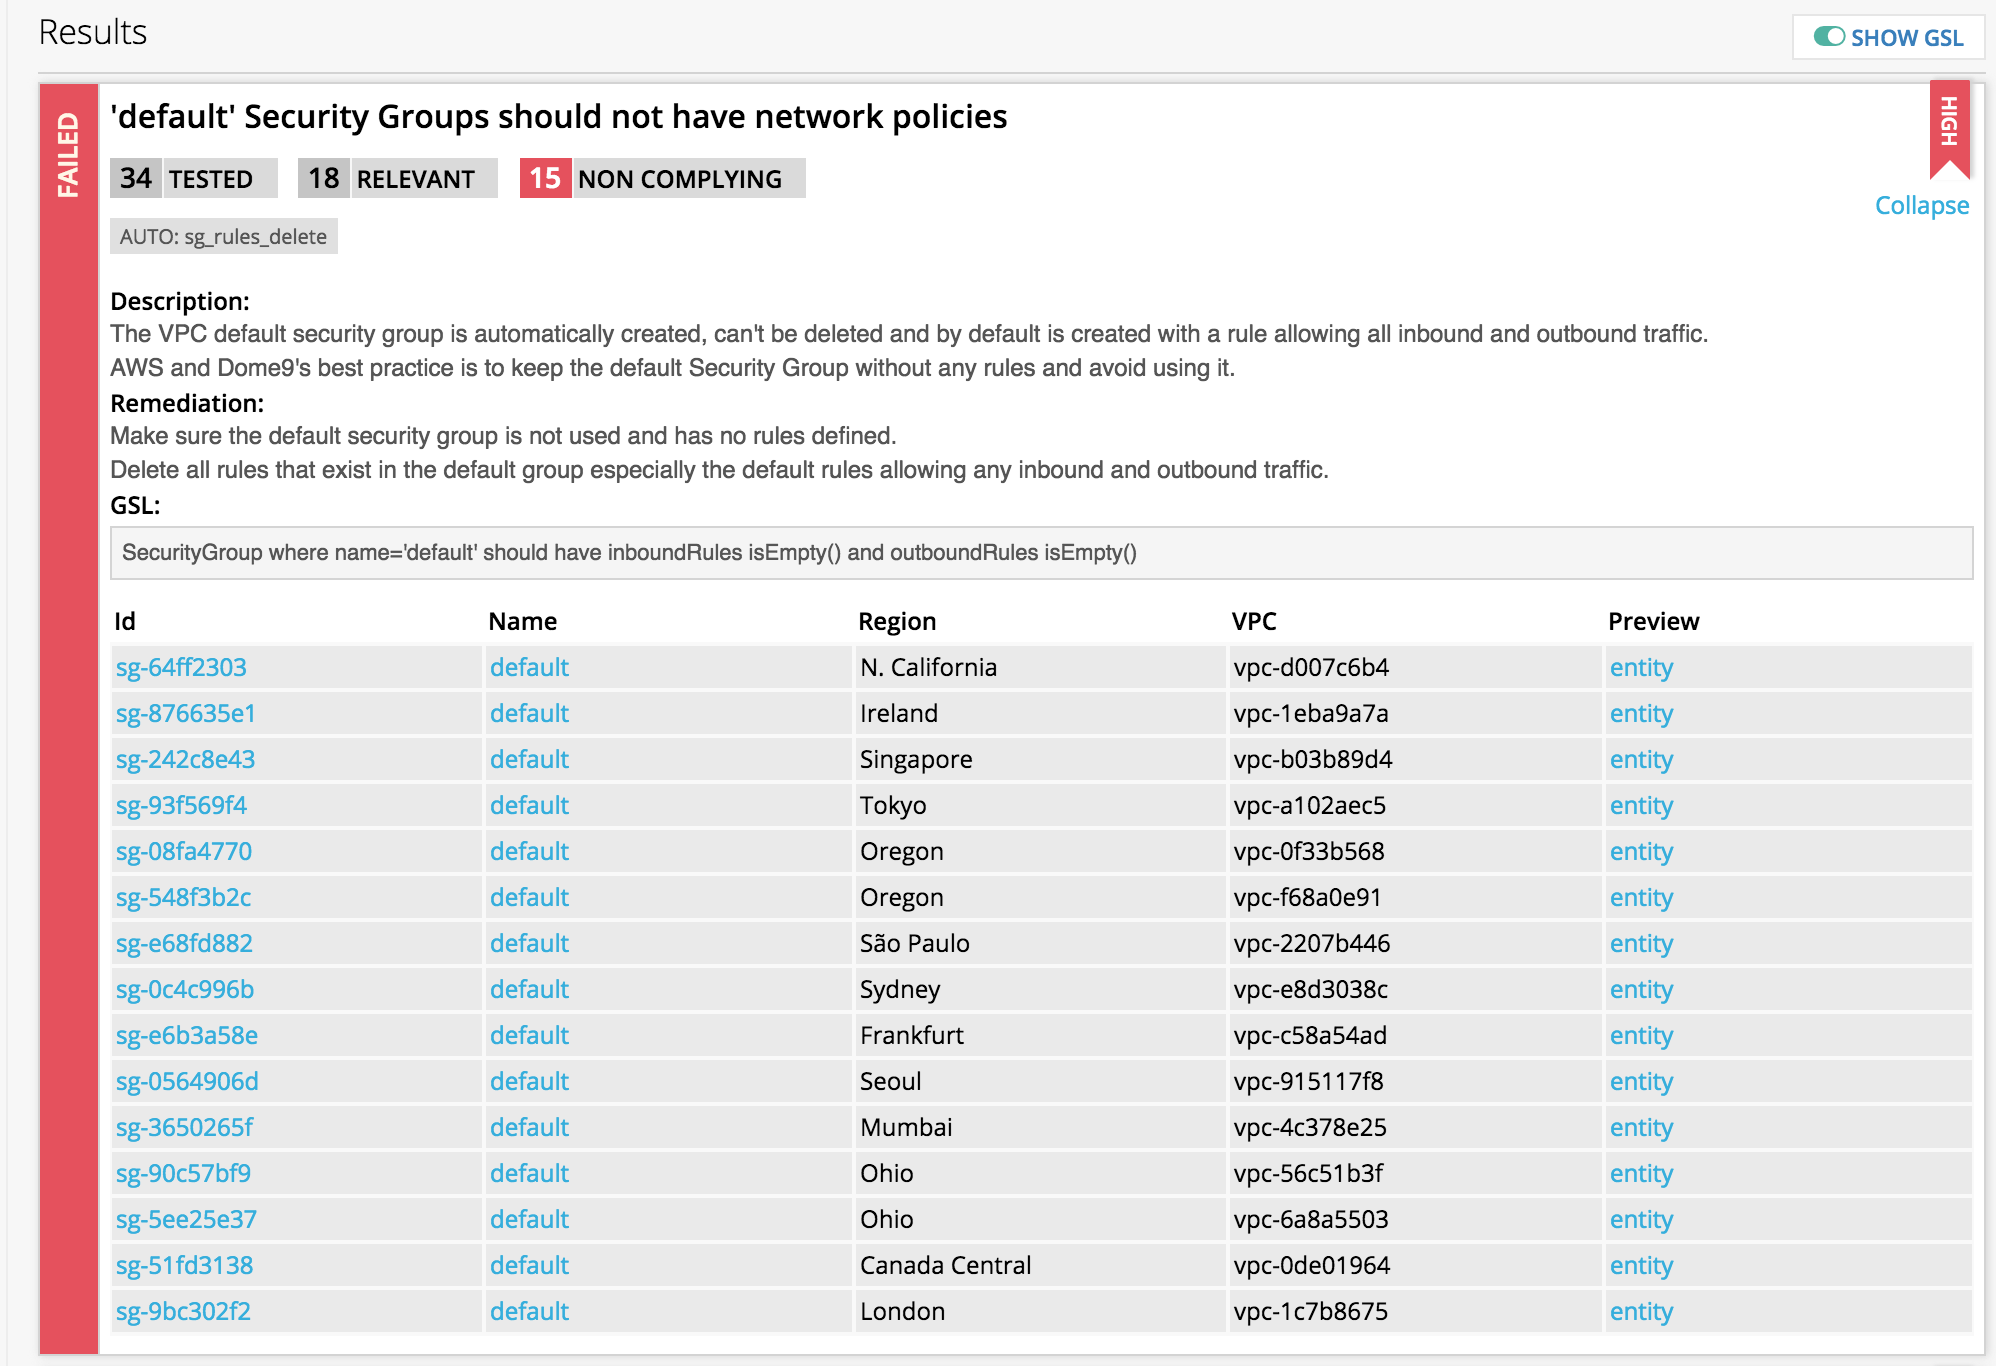 Results
SHOW GSL
FAILED
HIGH
'default' Security Groups should not have network policies
34 TESTED 18 RELEVANT 15 NON COMPLYING
Collapse
AUTO: sg_rules_delete
Description:
The VPC default security group is automatically created, can't be deleted and by default is created with a rule allowing all inbound and outbound traffic.
AWS and Dome9's best practice is to keep the default Security Group without any rules and avoid using it.
Remediation:
Make sure the default security group is not used and has no rules defined.
Delete all rules that exist in the default group especially the default rules allowing any inbound and outbound traffic.
GSL:
SecurityGroup where name='default' should have inboundRules isEmpty() and outboundRules isEmpty()
Id Name Region VPC Preview
sg-64ff2303 default N. California vpc-d007c6b4 entity
sg-876635e1 default Ireland vpc-1eba9a7a entity
sg-242c8e43 default Singapore vpc-b03b89d4 entity
sg-93f569f4 default Tokyo vpc-a102aec5 entity
sg-08fa4770 default Oregon vpc-0f33b568 entity
sg-548f3b2c default Oregon vpc-f68a0e91 entity
sg-e68fd882 default São Paulo vpc-2207b446 entity
sg-0c4c996b default Sydney vpc-e8d3038c entity
sg-e6b3a58e default Frankfurt vpc-c58a54ad entity
sg-0564906d default Seoul vpc-915117f8 entity
sg-3650265f default Mumbai vpc-4c378e25 entity
sg-90c57bf9 default Ohio vpc-56c51b3f entity
sg-5ee25e37 default Ohio vpc-6a8a5503 entity
sg-51fd3138 default Canada Central vpc-0de01964 entity
sg-9bc302f2 default London vpc-1c7b8675 entity